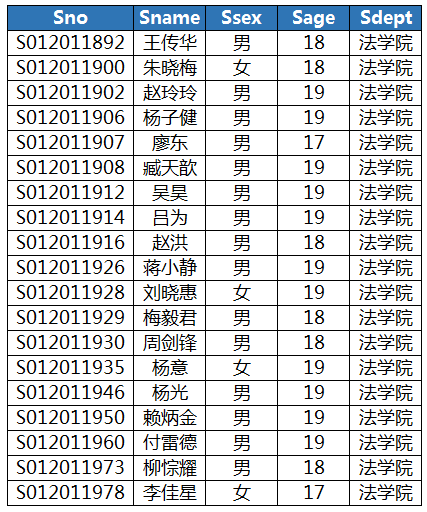 Sno Sname Ssex Sage Sdept
S012011892 王传华 男 18 法学院
S012011900 朱晓梅 女 18 法学院
S012011902 赵玲玲 男 19 法学院
S012011906 杨子健 男 19 法学院
S012011907 廖东 男 17 法学院
S012011908 臧天歆 男 19 法学院
S012011912 吴昊 男 19 法学院
S012011914 吕为 男 19 法学院
S012011916 赵洪 男 18 法学院
S012011926 蒋小静 男 19 法学院
S012011928 刘晓惠 女 19 法学院
S012011929 梅毅君 男 18 法学院
S012011930 周剑锋 男 18 法学院
S012011935 杨意 女 19 法学院
S012011946 杨光 男 19 法学院
S012011950 赖炳金 男 19 法学院
S012011960 付雷德 男 19 法学院
S012011973 柳悰耀 男 18 法学院
S012011978 李佳星 女 17 法学院